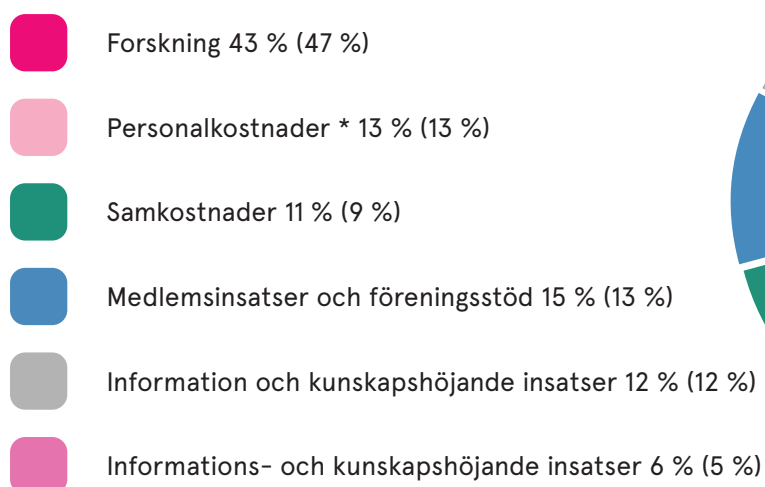 Forskning 43 % (47 %)
Personalkostnader * 13 % (13 %)
Samkostnader 11 % (9 %)
Medlemsinsatser och föreningsstöd 15 % (13 %)
Information och kunskapshöjande insatser 12 % (12 %)
Informations- och kunskapshöjande insatser 6 % (5 %)